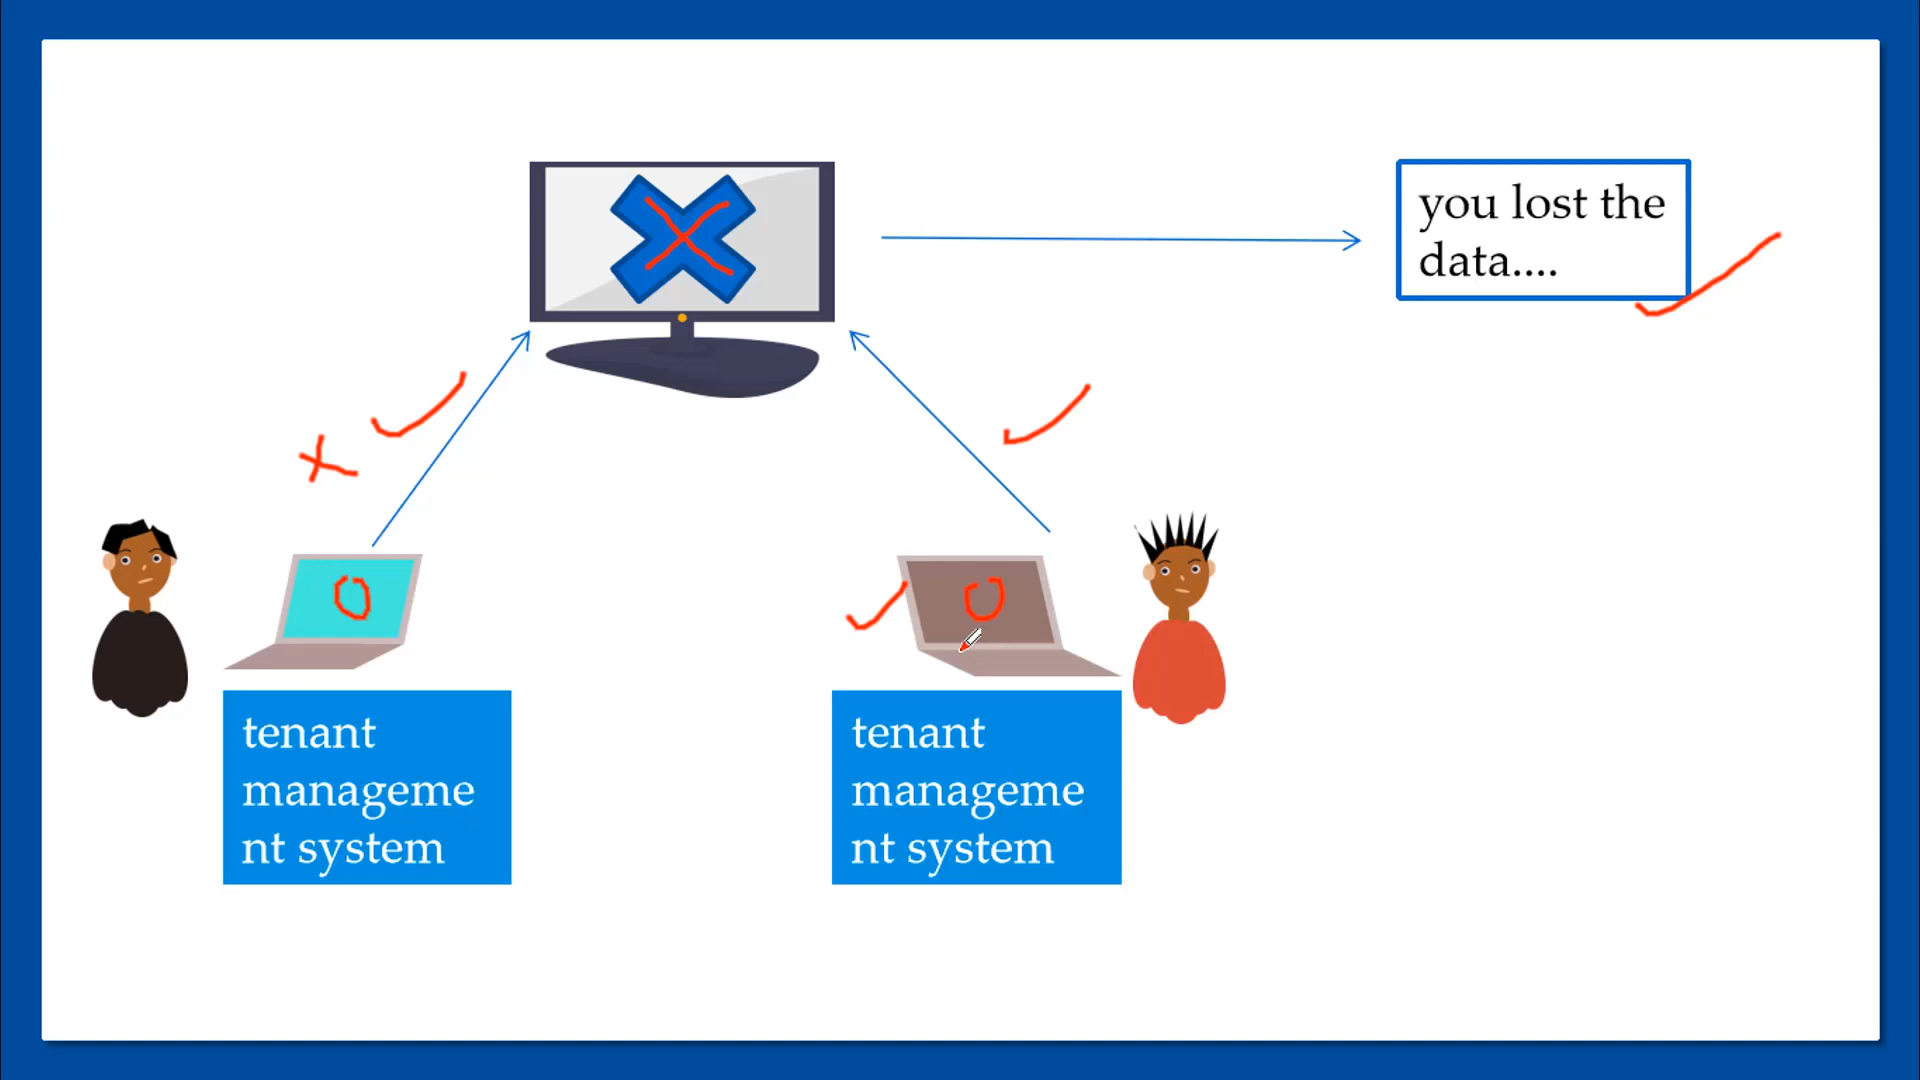 you lost the
data....
tenant
manageme
nt system
tenant
manageme
nt system